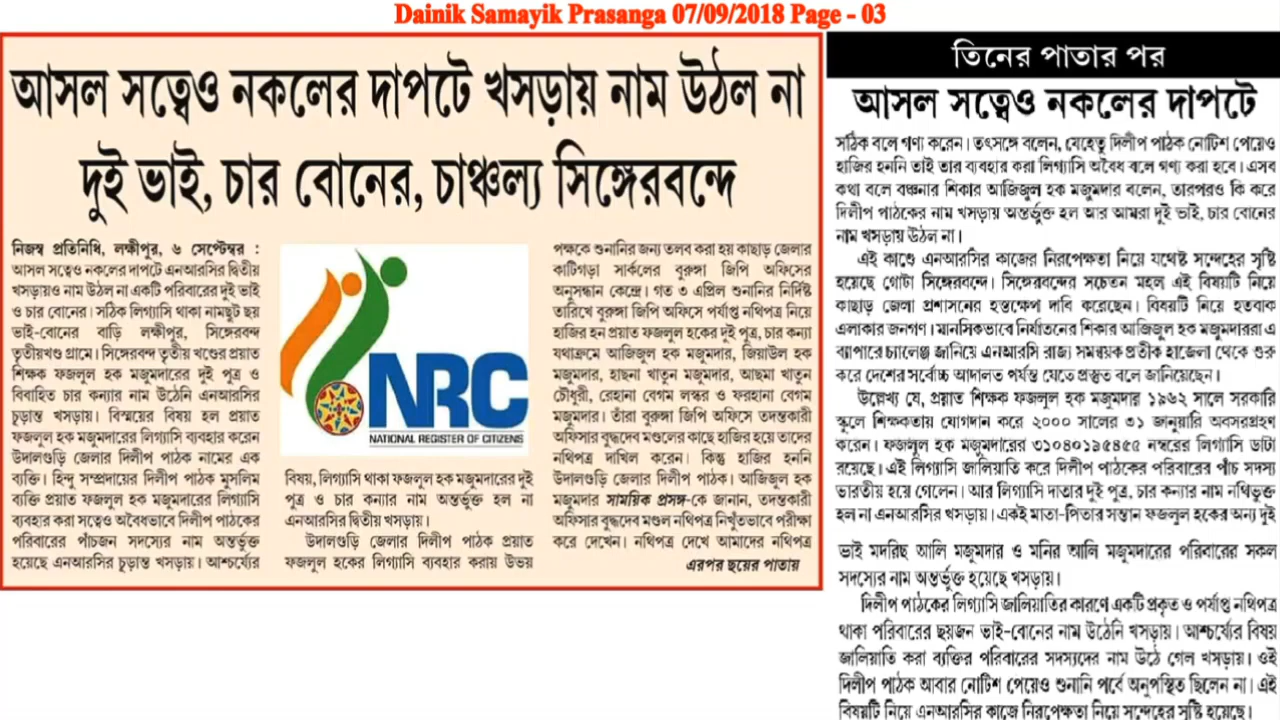 Dainik Samayik Prasanga 07/09/2018 Page - 03
আসল সত্বেও নকলের দাপটে খসড়ায় নাম উঠল না
দুই ভাই, চার বোনের, চাঞ্চল্য সিঙ্গেরবন্দে
নিজস্ব প্রতিনিধি, লক্ষীপুর, ৬ সেপ্টেম্বর :
আসল সত্বেও নকলের দাপটে এনআরসির দ্বিতীয়
খসড়ায়ও নাম উঠল না একটি পরিবারের দুই ভাই
ও চার বোনের। সঠিক লিগ্যাসি থাকা নামছুট ছয়
ভাই-বোনের বাড়ি লক্ষীপুর, সিঙ্গেরবন্দ
তৃতীয়খণ্ড গ্রামে। সিঙ্গেরবন্দ তৃতীয় খণ্ডের প্রয়াত
শিক্ষক ফজলুল হক মজুমদারের দুই পুত্র ও
বিবাহিত চার কন্যার নাম উঠেনি এনআরসির
চূড়ান্ত খসড়ায়। বিস্ময়ের বিষয় হল প্রয়াত
ফজলুল হক মজুমদারের লিগ্যাসি ব্যবহার করেন
উদালগুড়ি জেলার দিলীপ পাঠক নামের এক
ব্যক্তি। হিন্দু সম্প্রদায়ের দিলীপ পাঠক মুসলিম
ব্যক্তি প্রয়াত ফজলুল হক মজুমদারের লিগ্যাসি
ব্যবহার করা সত্বেও অবৈধভাবে দিলীপ পাঠকের
পরিবারের পাঁচজন সদস্যের নাম অন্তর্ভুক্ত
হয়েছে এনআরসির চূড়ান্ত খসড়ায়। আশ্চর্যের
NRC
NATIONAL REGISTER OF CITIZENS
বিষয়, লিগ্যাসি থাকা ফজলুল হক মজুমদারের দুই
পুত্র ও চার কন্যার নাম অন্তর্ভুক্ত হল না
এনআরসির দ্বিতীয় খসড়ায়।
উদালগুড়ি জেলার দিলীপ পাঠক প্রয়াত
ফজলুল হকের লিগ্যাসি ব্যবহার করায় উভয়
পক্ষকে শুনানির জন্য তলব করা হয় কাছাড় জেলার
কাটিগড়া সার্কলের বুরুঙ্গা জিপি অফিসের
অনুসন্ধান কেন্দ্রে। গত ৩ এপ্রিল শুনানির নির্দিষ্ট
তারিখে বুরুঙ্গা জিপি অফিসে পর্যাপ্ত নথিপত্র নিয়ে
হাজির হন প্রয়াত ফজলুল হকের দুই পুত্র, চার কন্যা
যথাক্রমে আজিজুল হক মজুমদার, জিয়াউল হক
মজুমদার, হাছনা খাতুন মজুমদার, আছমা খাতুন
চৌধুরী, রেহানা বেগম লস্কর ও ফরহানা বেগম
মজুমদার। তাঁরা বুরুঙ্গা জিপি অফিসে তদন্তকারী
অফিসার বুদ্ধদেব মণ্ডলের কাছে হাজির হয়ে তাদের
নথিপত্র দাখিল করেন। কিন্তু হাজির হননি
উদালগুড়ি জেলার দিলীপ পাঠক। আজিজুল হক
মজুমদার সাময়িক প্রসঙ্গ-কে জানান, তদন্তকারী
অফিসার বুদ্ধদেব মণ্ডল নথিপত্র নিখুঁতভাবে পরীক্ষা
করে দেখেন। নথিপত্র দেখে আমাদের নথিপত্র
এরপর ছয়ের পাতায়
তিনের পাতার পর
আসল সত্বেও নকলের দাপটে
সঠিক বলে গণ্য করেন। তৎসঙ্গে বলেন, যেহেতু দিলীপ পাঠক নোটিশ পেয়েও
হাজির হননি তাই তার ব্যবহার করা লিগ্যাসি অবৈধ বলে গণ্য করা হবে। এসব
কথা বলে বঞ্চনার শিকার আজিজুল হক মজুমদার বলেন, তারপরও কি করে
দিলীপ পাঠকের নাম খসড়ায় অন্তর্ভুক্ত হল আর আমরা দুই ভাই, চার বোনের
নাম খসড়ায় উঠল না।
এই কাণ্ডে এনআরসির কাজের নিরপেক্ষতা নিয়ে যথেষ্ট সন্দেহের সৃষ্টি
হয়েছে গোটা সিঙ্গেরবন্দে। সিঙ্গেরবন্দের সচেতন মহল এই বিষয়টি নিয়ে
কাছাড় জেলা প্রশাসনের হস্তক্ষেপ দাবি করেছেন। বিষয়টি নিয়ে হতবাক
এলাকার জনগণ। মানসিকভাবে নির্যাতনের শিকার আজিজুল হক মজুমদাররা এ
ব্যাপারে চ্যালেঞ্জ জানিয়ে এনআরসি রাজ্য সমন্বয়ক প্রতীক হাজেলা থেকে শুরু
করে দেশের সর্বোচ্চ আদালত পর্যন্ত যেতে প্রস্তুত বলে জানিয়েছেন।
উল্লেখ্য যে, প্রয়াত শিক্ষক ফজলুল হক মজুমদার ১৯৬২ সালে সরকারি
স্কুলে শিক্ষকতায় যোগদান করে ২০০০ সালের ৩১ জানুয়ারি অবসরগ্রহণ
করেন। ফজলুল হক মজুমদারের ৩১০৪০১৯৫৪৫৫ নম্বরের লিগ্যাসি ডাটা
রয়েছে। এই লিগ্যাসি জালিয়াতি করে দিলীপ পাঠকের পরিবারের পাঁচ সদস্য
ভারতীয় হয়ে গেলেন। আর লিগ্যাসি দাতার দুই পুত্র, চার কন্যার নাম নথিভুক্ত
হল না এনআরসির খসড়ায়। একই মাতা-পিতার সন্তান ফজলুল হকের অন্য দুই
ভাই মদরিছ আলি মজুমদার ও মনির আলি মজুমদারের পরিবারের সকল
সদস্যের নাম অন্তর্ভুক্ত হয়েছে খসড়ায়।
দিলীপ পাঠকের লিগ্যাসি জালিয়াতির কারণে একটি প্রকৃত ও পর্যাপ্ত নথিপত্র
থাকা পরিবারের ছয়জন ভাই-বোনের নাম উঠেনি খসড়ায়। আশ্চর্য্যের বিষয়
জালিয়াতি করা ব্যক্তির পরিবারের সদস্যদের নাম উঠে গেল খসড়ায়। ওই
দিলীপ পাঠক আবার নোটিশ পেয়েও শুনানি পর্বে অনুপস্থিত ছিলেন না। এই
বিষয়টি নিয়ে এনআরসির কাজে নিরপেক্ষতা নিয়ে সন্দেহের সৃষ্টি হয়েছে।